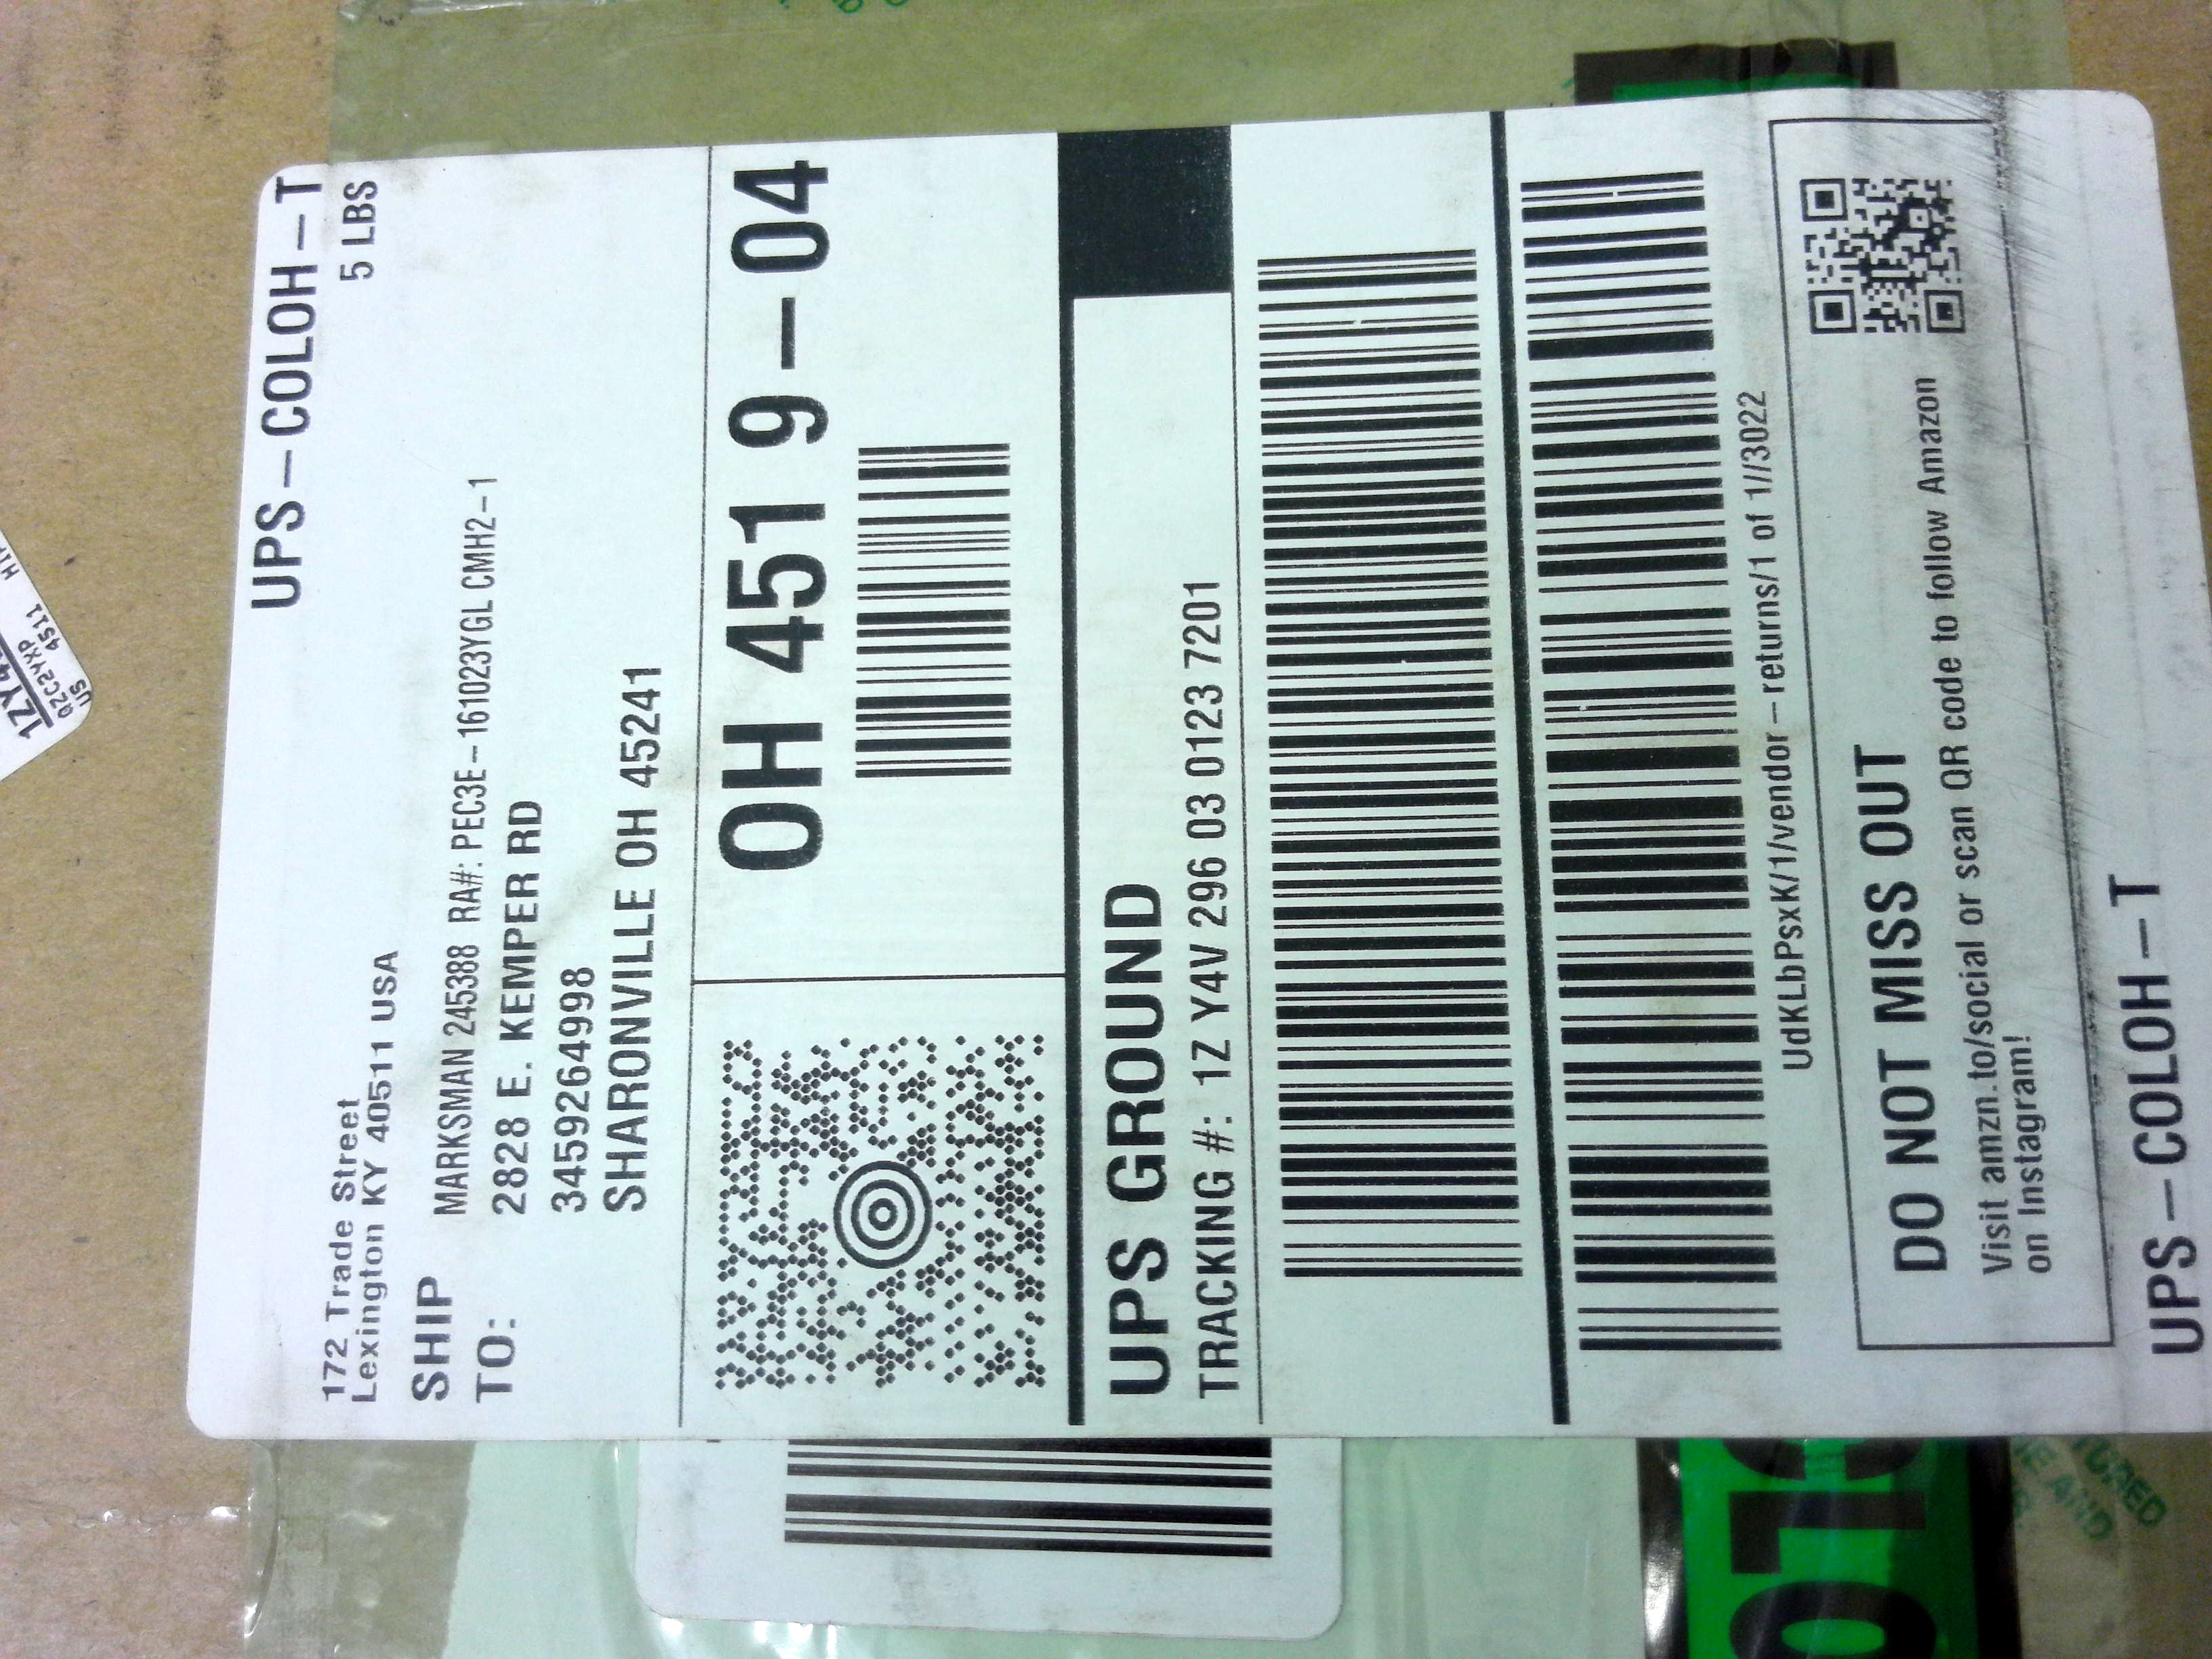 UPS-COLOH-T
5 LBS
172 Trade Street
Lexington KY 40511 USA
SHIP
TO:
MARKSMAN 245388 RA#: PEC3E-161023YGL CMH2-1
2828 E. KEMPER RD
3459264998
SHARONVILLE OH 45241
OH 451 9-04
UPS GROUND
TRACKING #: 1Z Y4V 296 03 0123 7201
UdKLbPsxK/1/vendor-returns/1 of 1//3022
DO NOT MISS OUT
Visit amzn.to/social or scan QR code to follow Amazon
on Instagram!
UPS-COLOH-T
QZC2YXP
US 4511